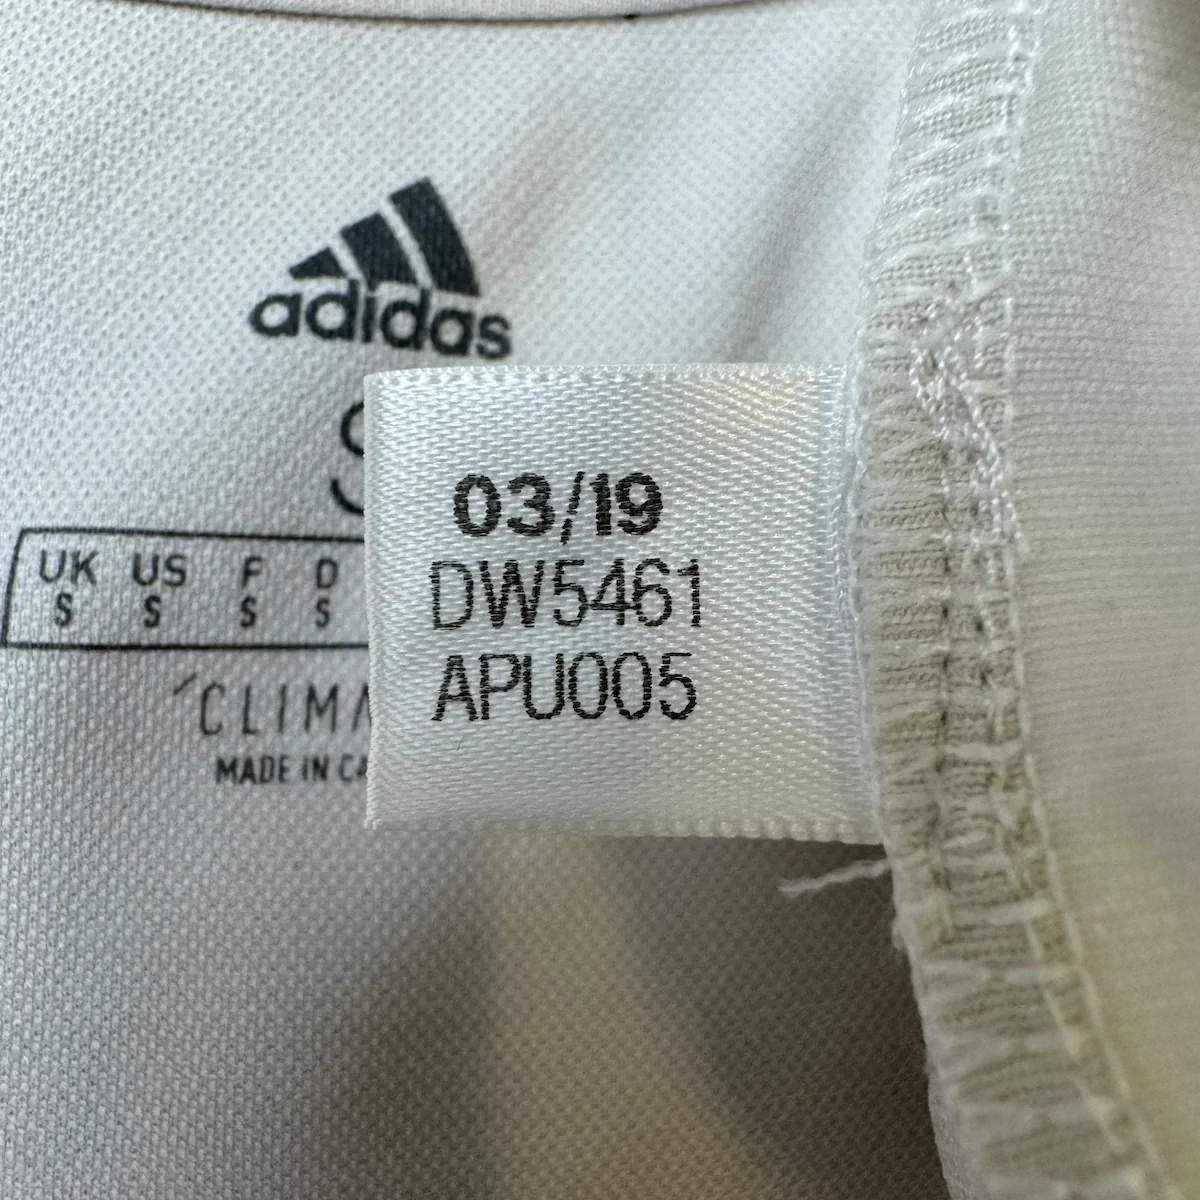 adidas
S
03/19
DW5461
APU005
UK US F D
S S S S
CLIMA
MADE IN CA